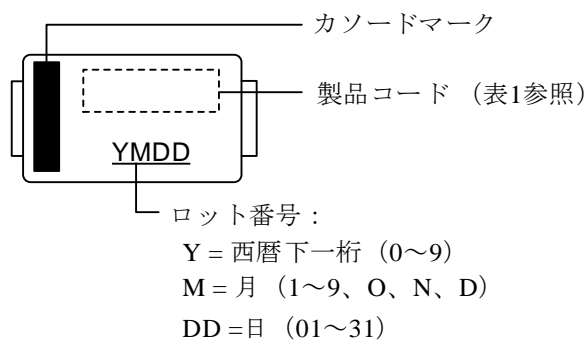 カソードマーク
製品コード （表1参照）
YMDD
ロット番号：
Y = 西暦下一桁（0～9）
M = 月（1～9、O、N、D）
DD =日（01～31）